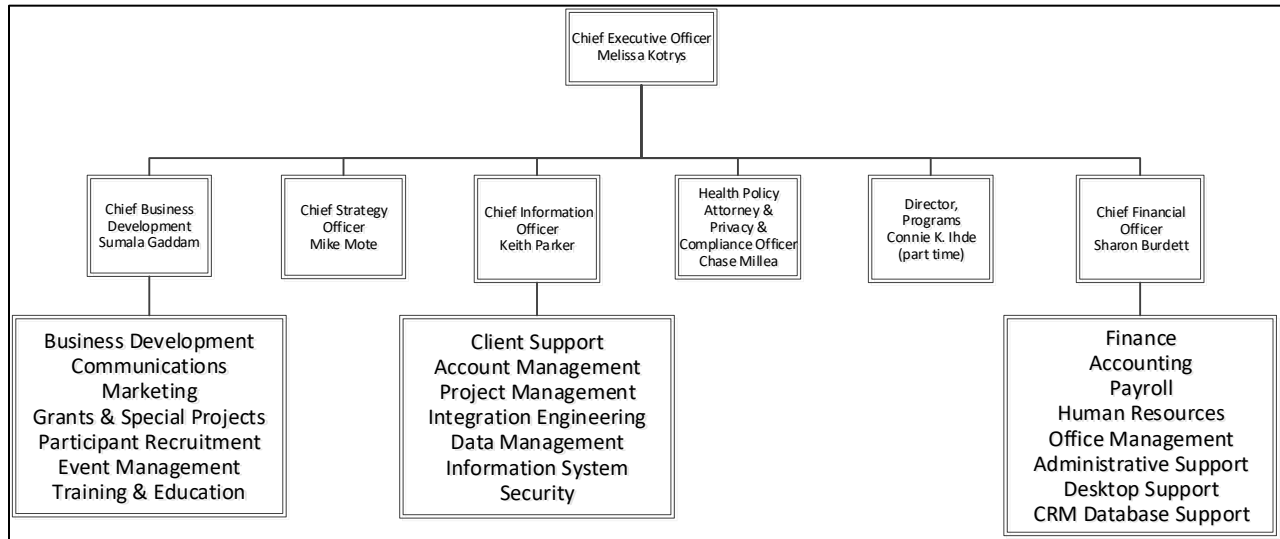 Chief Executive Officer
Melissa Kotrys
Chief Business
Development
Sumala Gaddam
Chief Strategy
Officer
Mike Mote
Chief Information
Officer
Keith Parker
Health Policy
Attorney &
Privacy &
Compliance Officer
Chase Millea
Director,
Programs
Connie K. Ihde
(part time)
Chief Financial
Officer
Sharon Burdett
Business Development
Communications
Marketing
Grants & Special Projects
Participant Recruitment
Event Management
Training & Education
Client Support
Account Management
Project Management
Integration Engineering
Data Management
Information System
Security
Finance
Accounting
Payroll
Human Resources
Office Management
Administrative Support
Desktop Support
CRM Database Support